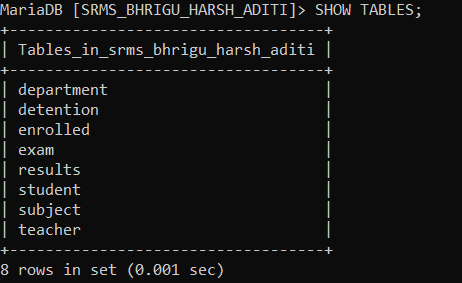 MariaDB [SRMS_BHRIGU_HARSH_ADITI]> SHOW TABLES;
+----------------------------------+
| Tables_in_srms_bhrigu_harsh_aditi |
+----------------------------------+
| department |
| detention |
| enrolled |
| exam |
| results |
| student |
| subject |
| teacher |
+----------------------------------+
8 rows in set (0.001 sec)